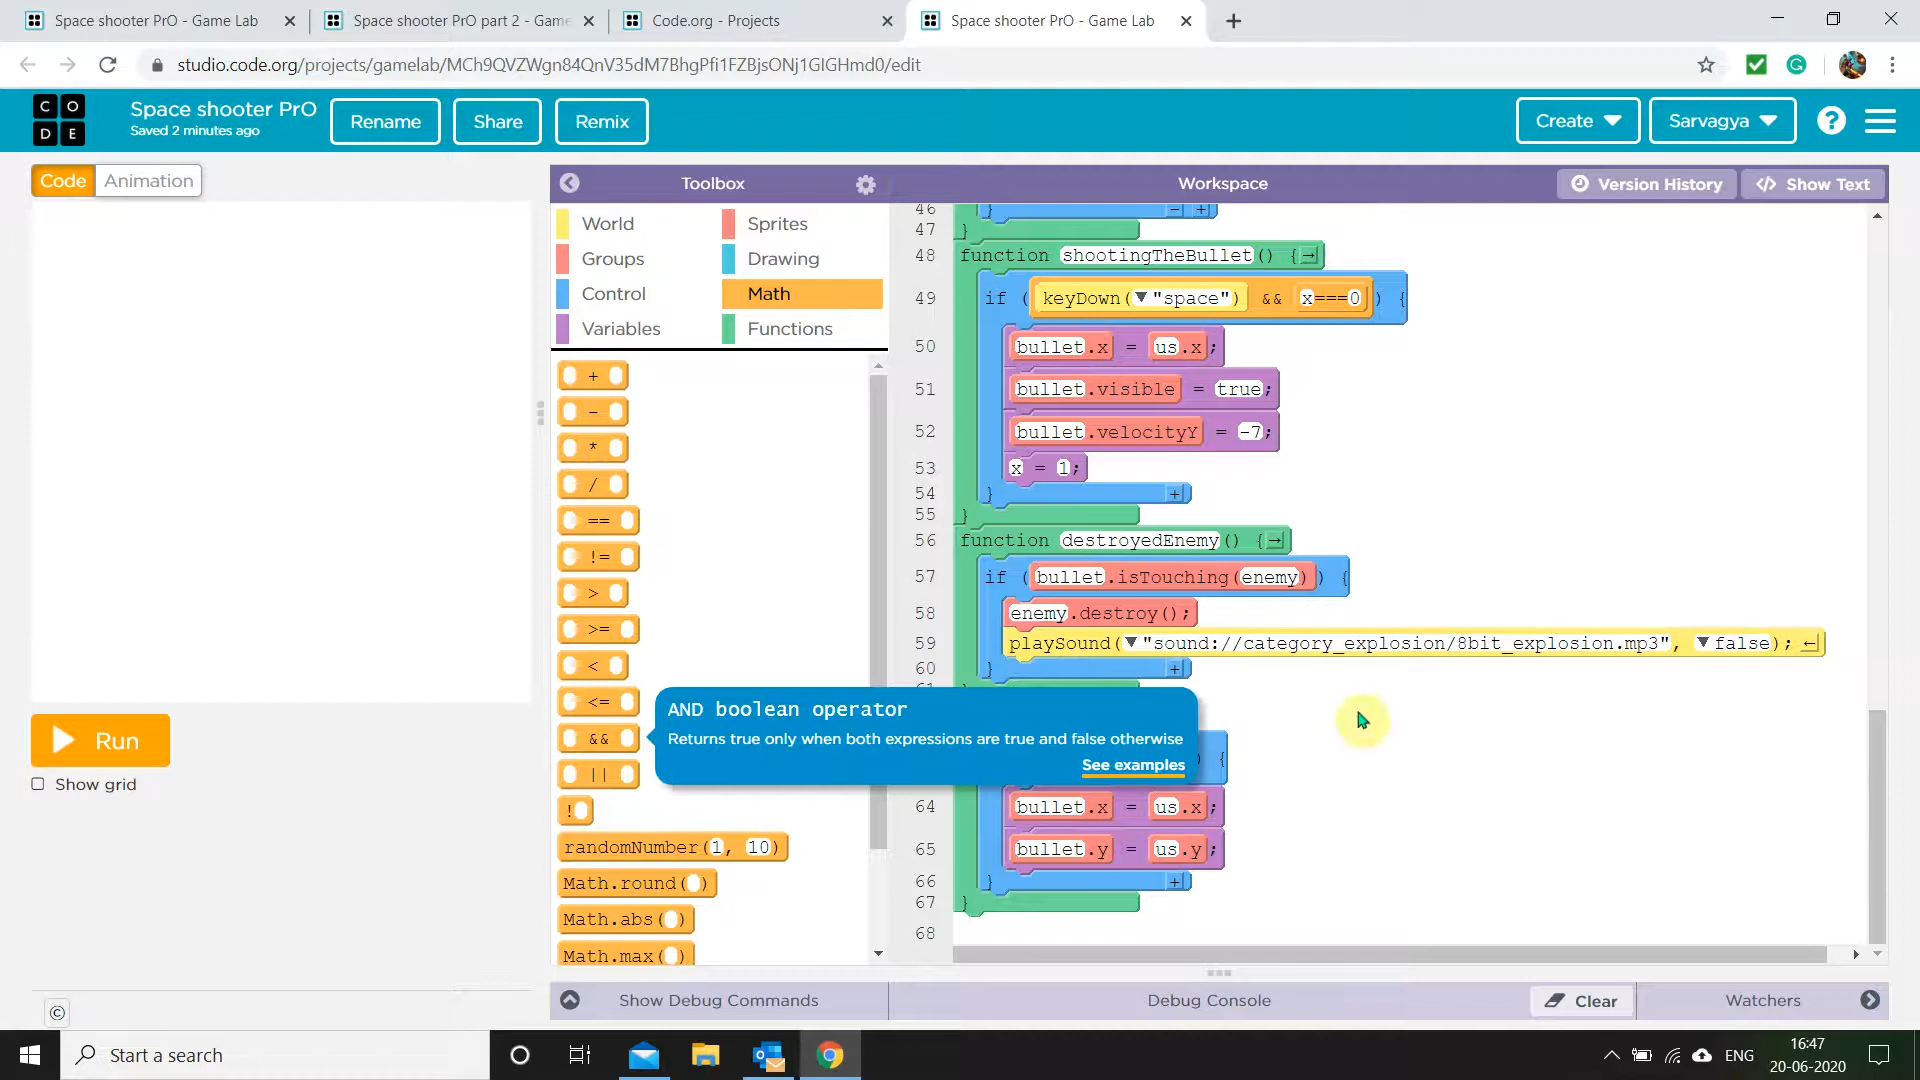 Space shooter PrO - Game Lab
Space shooter PrO part 2 - Game
Code.org - Projects
Space shooter PrO - Game Lab
studio.code.org/projects/gamelab/MCh9QVZWgn84QnV35dM7BhgPfi1FZBjsONj1GIGHmd0/edit
C O
D E
Space shooter PrO
Saved 2 minutes ago
Rename
Share
Remix
Create
Sarvagya
?
Code
Animation
Toolbox
Workspace
Version History
</> Show Text
World
Sprites
Groups
Drawing
Control
Math
Variables
Functions
+
-
*
/
==
!=
>
>=
<
<=
&&
||
!
randomNumber(1, 10)
Math.round( )
Math.abs( )
Math.max( )
AND boolean operator
Returns true only when both expressions are true and false otherwise
See examples
46 } - +
47 }
48 function shootingTheBullet() {→
49 if (keyDown(▼"space") && x===0) {
50 bullet.x = us.x;
51 bullet.visible = true;
52 bullet.velocityY = -7;
53 x = 1;
54 } +
55 }
56 function destroyedEnemy() {→
57 if (bullet.isTouching(enemy)) {
58 enemy.destroy();
59 playSound(▼"sound://category_explosion/8bit_explosion.mp3", ▼false); ←
60 } +
{
64 bullet.x = us.x;
65 bullet.y = us.y;
66 } +
67 }
68
Run
Show grid
©
Show Debug Commands
Debug Console
Clear
Watchers
Start a search
ENG
16:47
20-06-2020